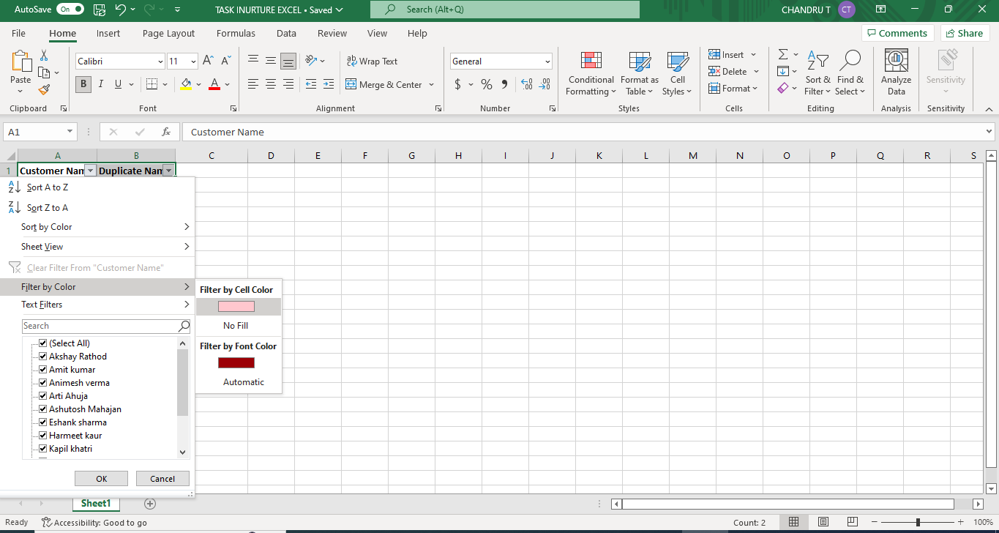 AutoSave On TASK INURTURE EXCEL • Saved Search (Alt+Q) CHANDRU T CT
File Home Insert Page Layout Formulas Data Review View Help Comments Share
Paste
Calibri 11
B I U
A A
ab Wrap Text
Merge & Center
General
$ % 9 .00 .00
Conditional Formatting
Format as Table
Cell Styles
Insert
Delete
Format
Sort & Filter
Find & Select
Analyze Data
Sensitivity
Clipboard Font Alignment Number Styles Cells Editing Analysis Sensitivity
A1 fx Customer Name
A B C D E F G H I J K L M N O P Q R S
1 Customer Nam Duplicate Nam
Sort A to Z
Sort Z to A
Sort by Color
Sheet View
Clear Filter From "Customer Name"
Filter by Color
Text Filters
Search
(Select All)
Akshay Rathod
Amit kumar
Animesh verma
Arti Ahuja
Ashutosh Mahajan
Eshank sharma
Harmeet kaur
Kapil khatri
OK Cancel
Filter by Cell Color
No Fill
Filter by Font Color
Automatic
Sheet1
Ready Accessibility: Good to go Count: 2 100%